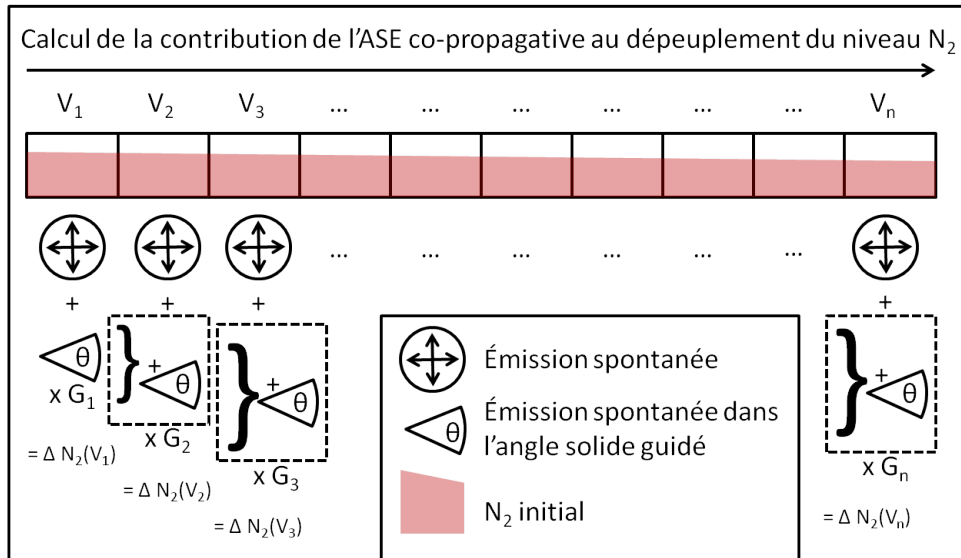 Calcul de la contribution de l'ASE co-propagative au dépeuplement du niveau N₂
V₁ V₂ V₃ ... ... ... ... ... ... Vₙ
... ... ... ... ... ...
+ + + +
θ + θ + θ + θ
x G₁
x G₂
x G₃
x Gₙ
= Δ N₂(V₁)
= Δ N₂(V₂)
= Δ N₂(V₃)
= Δ N₂(Vₙ)
Émission spontanée
θ
Émission spontanée dans
l'angle solide guidé
N₂ initial